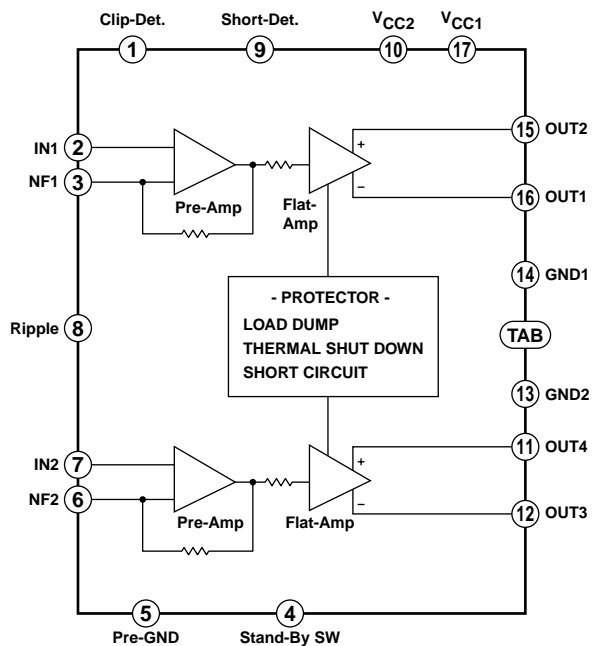 Clip-Det. Short-Det. VCC2 VCC1
1 9 10 17
15 OUT2
IN1 2
+
NF1 3
−
16 OUT1
Pre-Amp Flat-
Amp
14 GND1
- PROTECTOR -
LOAD DUMP
THERMAL SHUT DOWN
SHORT CIRCUIT
Ripple 8
TAB
13 GND2
11 OUT4
IN2 7
+
NF2 6
−
12 OUT3
Pre-Amp Flat-Amp
5 4
Pre-GND Stand-By SW